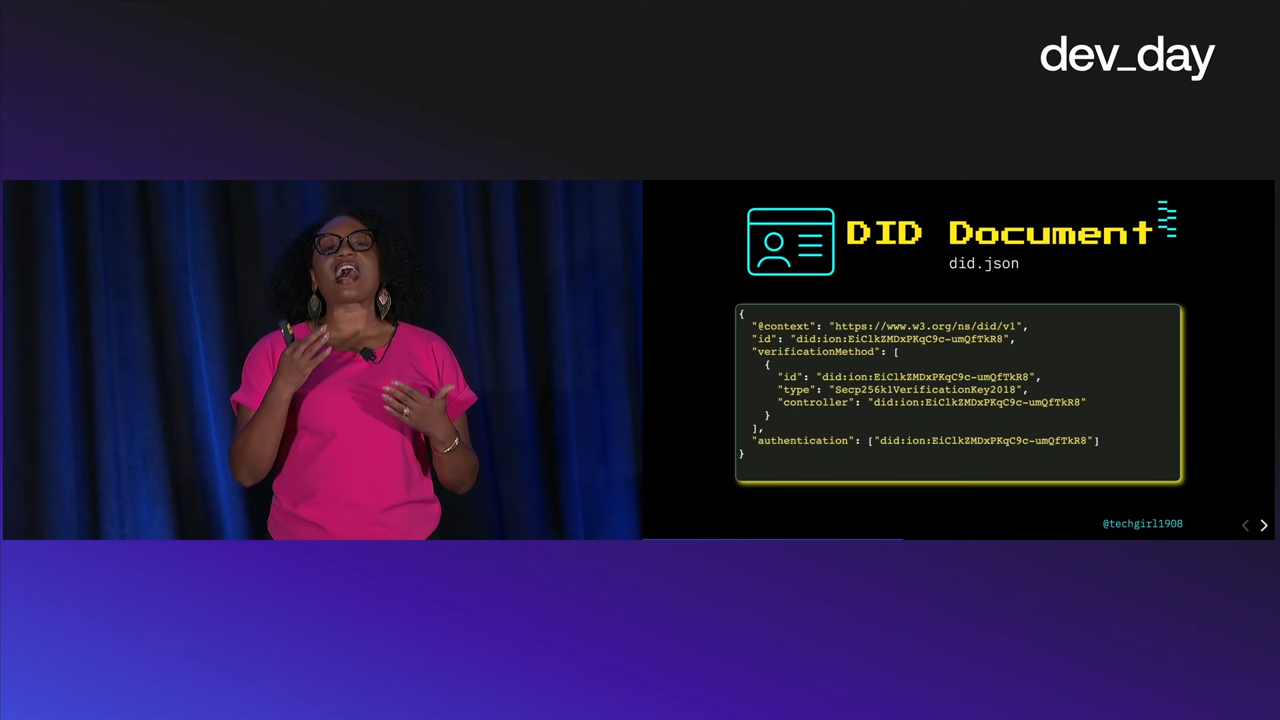 dev_day
DID Document
did.json
{
"@context": "https://www.w3.org/ns/did/v1",
"id": "did:ion:EiClkZMDxPKqC9c-umQfTkR8",
"verificationMethod": [
{
"id": "did:ion:EiClkZMDxPKqC9c-umQfTkR8",
"type": "Secp256k1VerificationKey2018",
"controller": "did:ion:EiClkZMDxPKqC9c-umQfTkR8"
}
],
"authentication": ["did:ion:EiClkZMDxPKqC9c-umQfTkR8"]
}
@techgirl1908